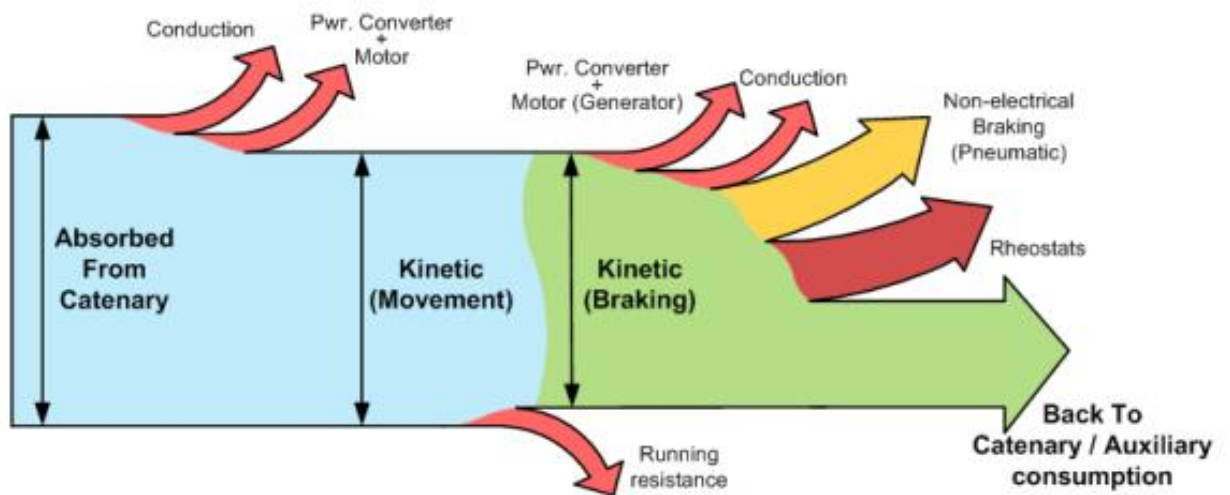 Conduction
Pwr. Converter
+
Motor
Pwr. Converter
+
Motor (Generator)
Conduction
Non-electrical
Braking
(Pneumatic)
Absorbed
From
Catenary
Kinetic
(Movement)
Kinetic
(Braking)
Rheostats
Running
resistance
Back To
Catenary / Auxiliary
consumption